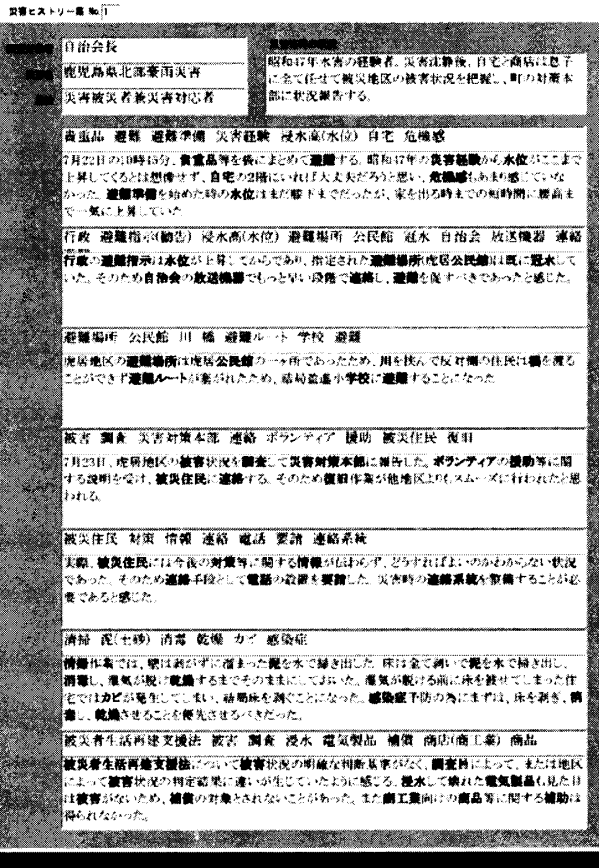 災害ヒストリー集 No.1
自治会長
鹿児島県北部豪雨災害
災害被災者兼災害対応者
昭和47年水害の経験者。災害沈静後、自宅と商店は息子
に全て任せて被災地区の被害状況を把握し、町の対策本
部に状況報告する。
貴重品 避難 避難準備 災害経験 浸水高(水位) 自宅 危機感
7月22日の10時45分、貴重品等を袋にまとめて避難する。昭和47年の災害経験から水位がここまで
上昇してくるとは想像せず、自宅の2階にいれば大丈夫だろうと思い、危機感もあまり感じていな
かった。避難準備を始めた時の水位はまだ膝下までだったが、家を出る時までの短時間に腰高ま
で一気に上昇していた
行政 避難指示(勧告) 浸水高(水位) 避難場所 公民館 冠水 自治会 放送機器 連絡
行政の避難指示は水位が上昇してからであり、指定された避難場所(虎居公民館)は既に冠水して
いた。そのため自治会の放送機器でもっと早い段階で連絡し、避難を促すべきであったと感じた。
避難場所 公民館 川 橋 避難ルート 学校 避難
虎居地区の避難場所は虎居公民館の一ヶ所であったため、川を挟んで反対側の住民は橋を渡る
ことができず避難ルートが塞がれたため、結局盈進小学校に避難することになった
被害 調査 災害対策本部 連絡 ボランティア 援助 被災住民 復旧
7月23日、虎居地区の被害状況を調査して災害対策本部に報告した。ボランティアの援助等に関
する説明を受け、被災住民に連絡する。そのため復旧作業が他地区よりもスムーズに行われたと思
われる。
被災住民 対策 情報 連絡 電話 要請 連絡系統
実際、被災住民には今後の対策等に関する情報が伝わらず、どうすればよいのかわからない状況
であった。そのため連絡手段として電話の設置を要請した。災害時の連絡系統を整備することが必
要であると感じた。
清掃 泥(土砂) 消毒 乾燥 カビ 感染症
清掃作業では、壁は剥がずに溜まった泥を水で掃き出した 床は全て剥いで泥を水で掃き出し、
消毒し、湿気が脱け乾燥するまでそのままにしておいた。湿気が脱ける前に床を被せてしまった住
宅ではカビが発生してしまい、結局床を剥ぐことになった。感染症予防の為にまずは、床を剥ぎ、消
毒し、乾燥させることを優先させるべきだった。
被災者生活再建支援法 被害 調査 浸水 電気製品 補償 商店(商工業) 商品
被災者生活再建支援法について被害状況の明確な判断基準がなく、調査員によって、または地区
によって被害状況の判定結果に違いが生じていたように感じる。浸水して壊れた電気製品も見た目
は被害がないため、補償の対象とされないことがあった。また商工業向けの商品等に関する補助は
得られなかった。